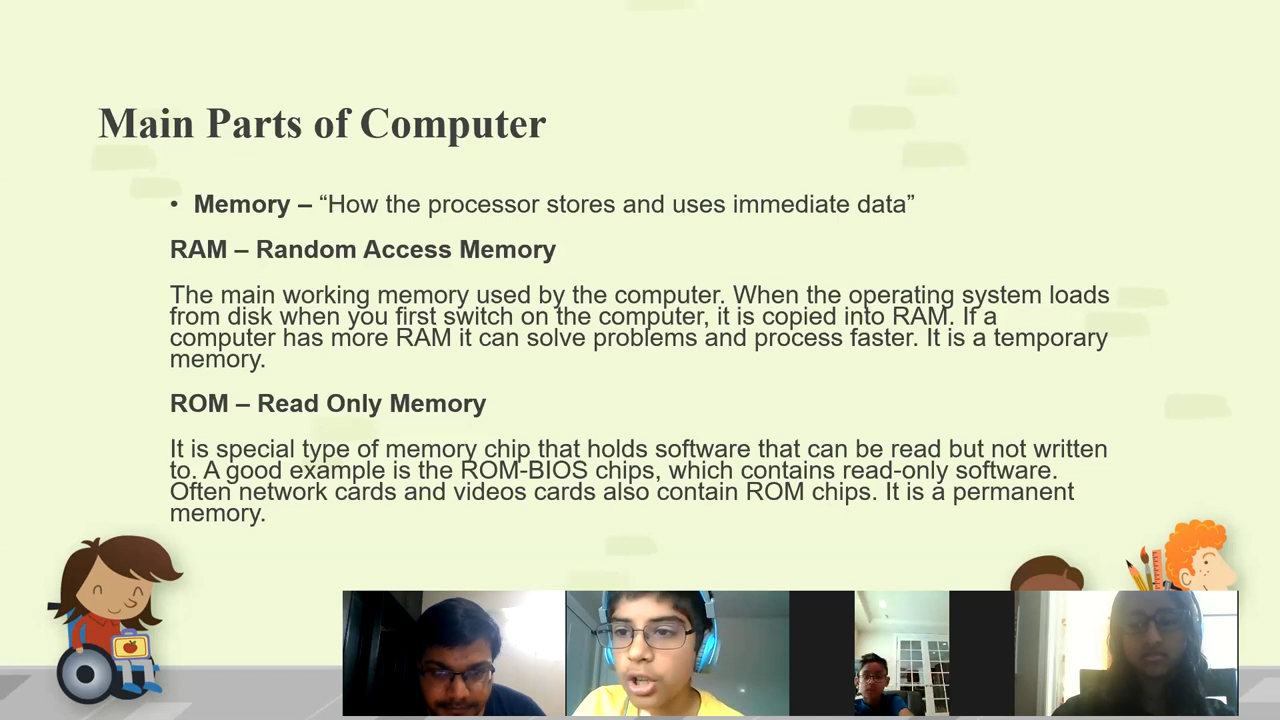 Main Parts of Computer
• Memory – “How the processor stores and uses immediate data”
RAM – Random Access Memory
The main working memory used by the computer. When the operating system loads
from disk when you first switch on the computer, it is copied into RAM. If a
computer has more RAM it can solve problems and process faster. It is a temporary
memory.
ROM – Read Only Memory
It is special type of memory chip that holds software that can be read but not written
to. A good example is the ROM-BIOS chips, which contains read-only software.
Often network cards and videos cards also contain ROM chips. It is a permanent
memory.